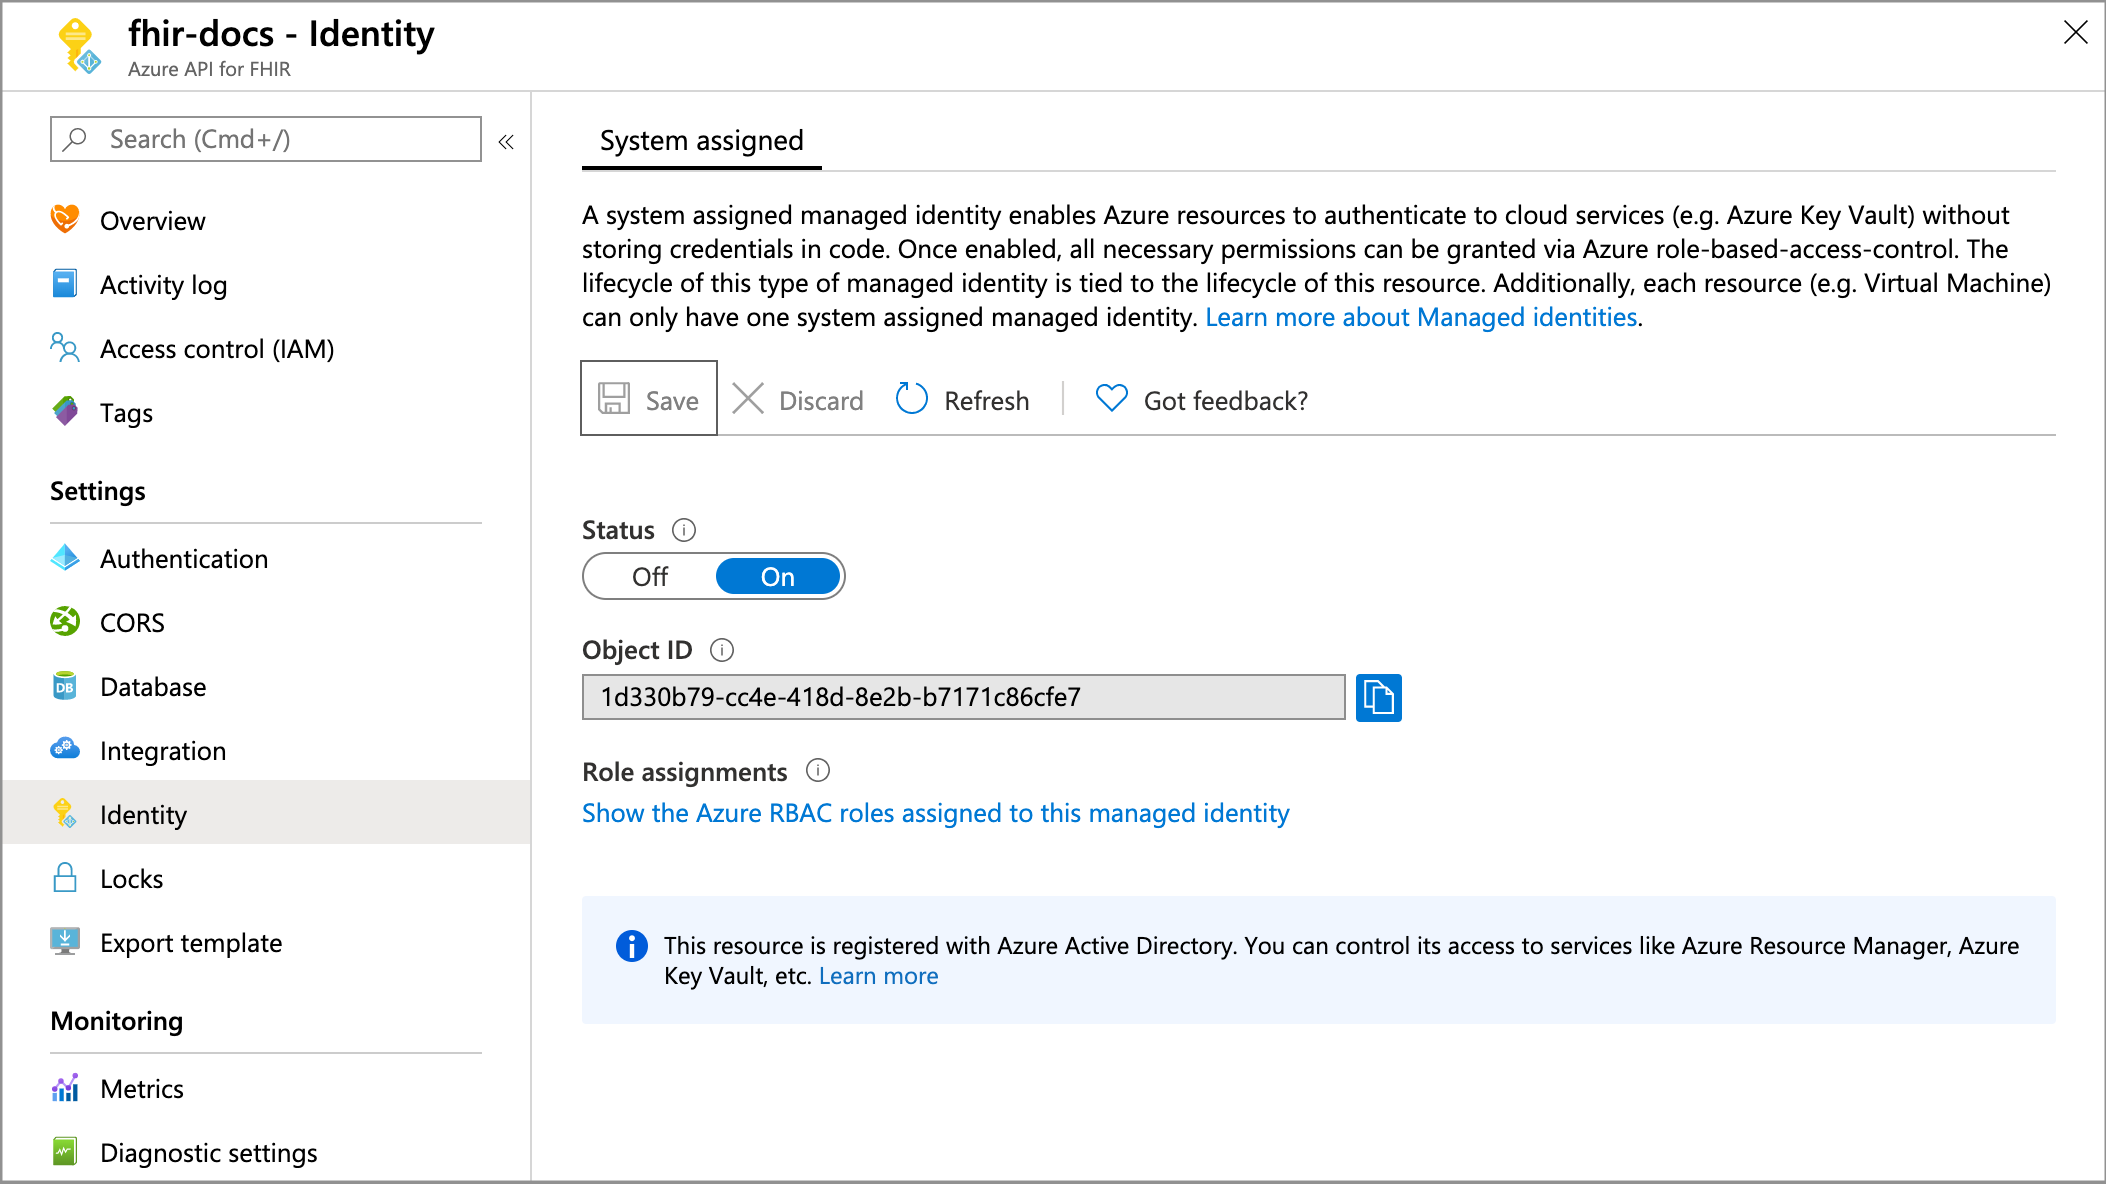 fhir-docs - Identity
Azure API for FHIR
Search (Cmd+/)
«
Overview
Activity log
Access control (IAM)
Tags
Settings
Authentication
CORS
DB
Database
Integration
Identity
Locks
Export template
Monitoring
Metrics
Diagnostic settings
System assigned
A system assigned managed identity enables Azure resources to authenticate to cloud services (e.g. Azure Key Vault) without
storing credentials in code. Once enabled, all necessary permissions can be granted via Azure role-based-access-control. The
lifecycle of this type of managed identity is tied to the lifecycle of this resource. Additionally, each resource (e.g. Virtual Machine)
can only have one system assigned managed identity. Learn more about Managed identities.
Save Discard Refresh Got feedback?
Status
Off On
Object ID
1d330b79-cc4e-418d-8e2b-b7171c86cfe7
Role assignments
Show the Azure RBAC roles assigned to this managed identity
This resource is registered with Azure Active Directory. You can control its access to services like Azure Resource Manager, Azure
Key Vault, etc. Learn more